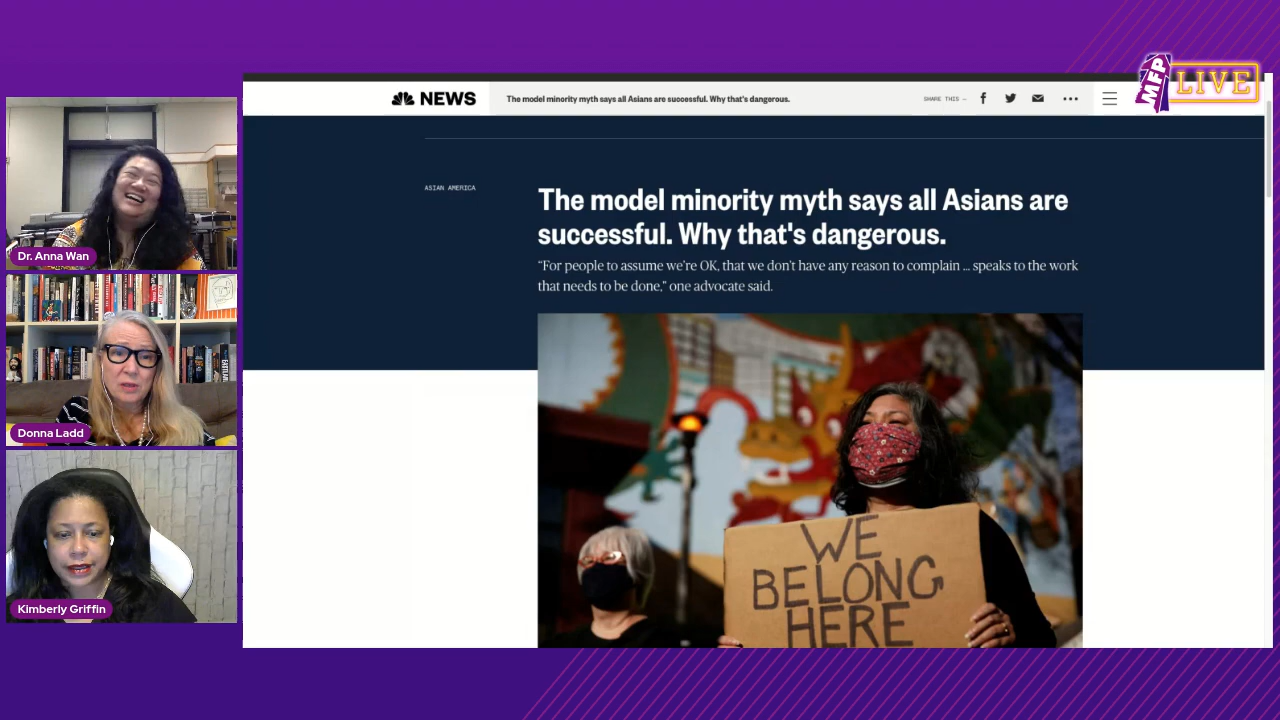 MFP
LIVE
NEWS
The model minority myth says all Asians are successful. Why that's dangerous.
SHARE THIS —
ASIAN AMERICA
The model minority myth says all Asians are
successful. Why that's dangerous.
“For people to assume we're OK, that we don't have any reason to complain ... speaks to the work
that needs to be done,” one advocate said.
WE
BELONG
HERE
Dr. Anna Wan
Donna Ladd
Kimberly Griffin